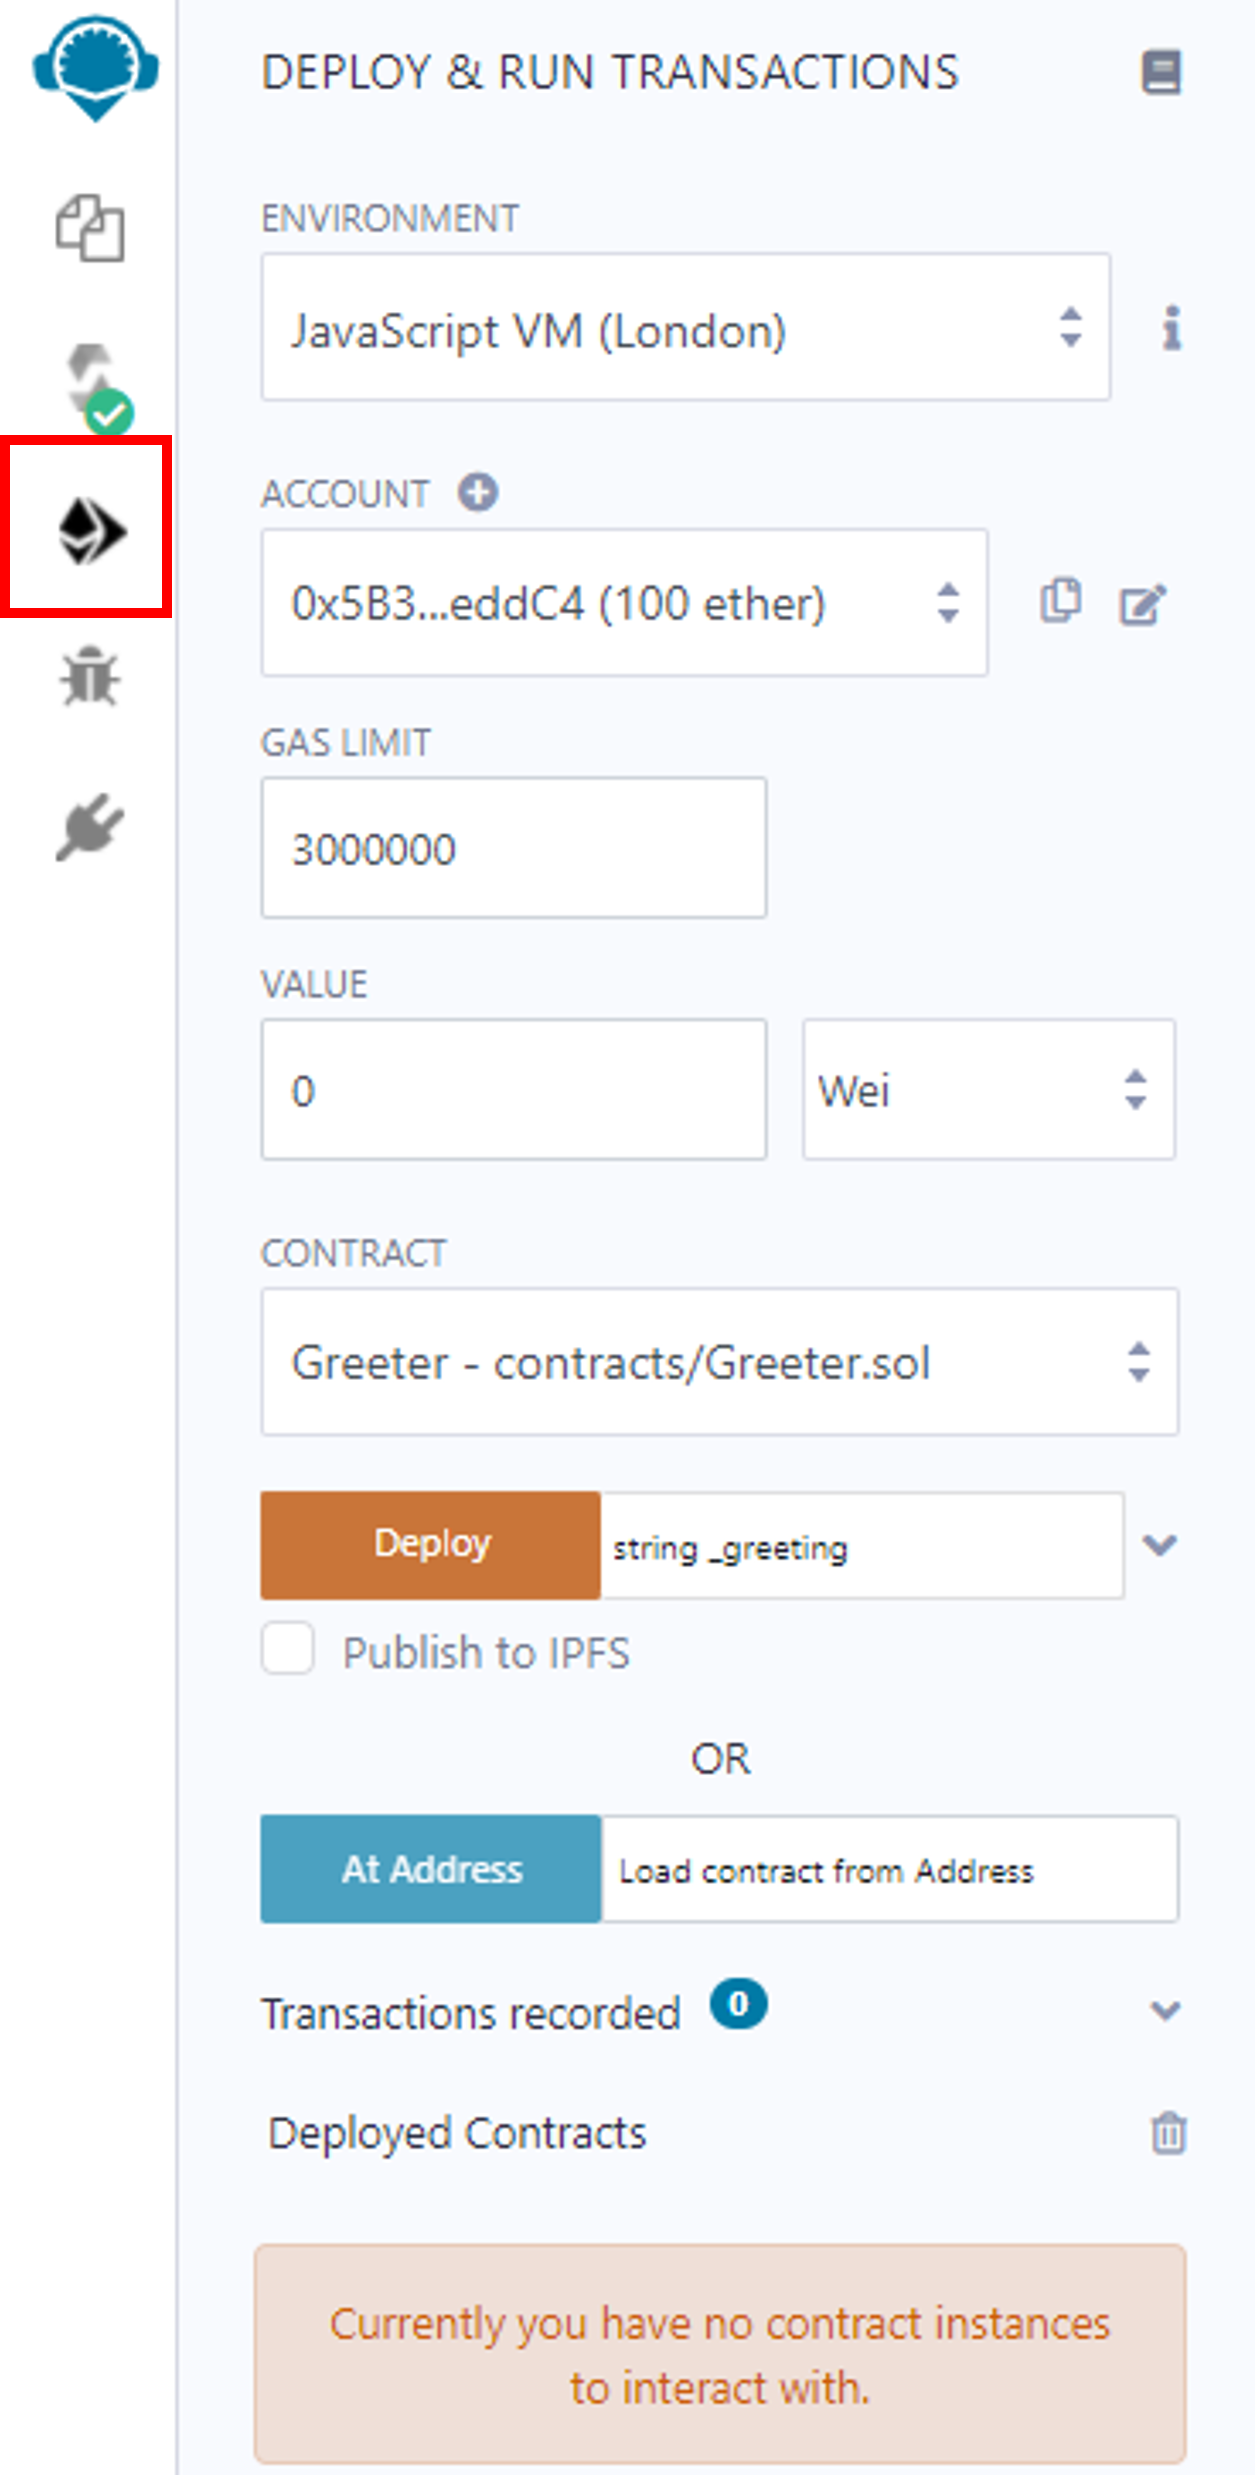 DEPLOY & RUN TRANSACTIONS
ENVIRONMENT
JavaScript VM (London)
ACCOUNT
0x5B3...eddC4 (100 ether)
GAS LIMIT
3000000
VALUE
0
Wei
CONTRACT
Greeter - contracts/Greeter.sol
Deploy
string _greeting
Publish to IPFS
OR
At Address
Load contract from Address
Transactions recorded 0
Deployed Contracts
Currently you have no contract instances
to interact with.